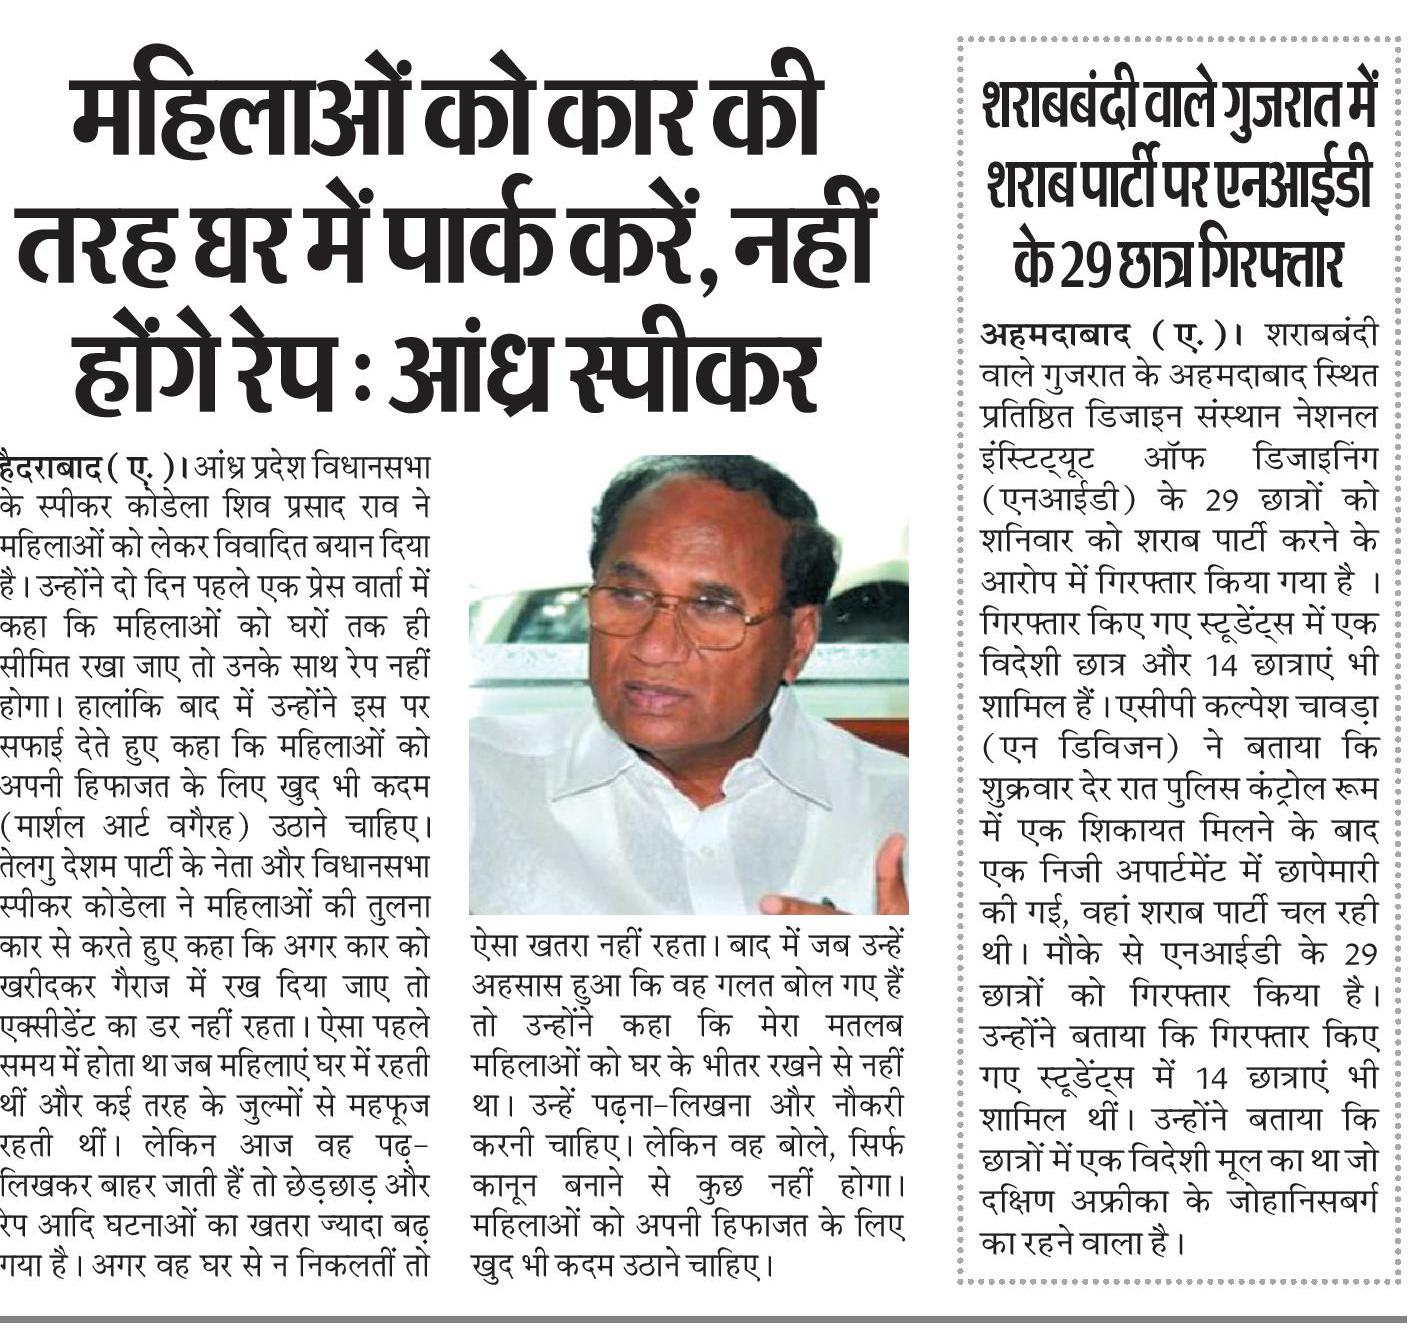 महिलाओं को कार की
तरह घर में पार्क करें, नहीं
होंगे रेप : आंध्र स्पीकर
हैदराबाद ( ए. )। आंध्र प्रदेश विधानसभा
के स्पीकर कोडेला शिव प्रसाद राव ने
महिलाओं को लेकर विवादित बयान दिया
है। उन्होंने दो दिन पहले एक प्रेस वार्ता में
कहा कि महिलाओं को घरों तक ही
सीमित रखा जाए तो उनके साथ रेप नहीं
होगा। हालांकि बाद में उन्होंने इस पर
सफाई देते हुए कहा कि महिलाओं को
अपनी हिफाजत के लिए खुद भी कदम
(मार्शल आर्ट वगैरह) उठाने चाहिए।
तेलगु देशम पार्टी के नेता और विधानसभा
स्पीकर कोडेला ने महिलाओं की तुलना
कार से करते हुए कहा कि अगर कार को
खरीदकर गैराज में रख दिया जाए तो
एक्सीडेंट का डर नहीं रहता। ऐसा पहले
समय में होता था जब महिलाएं घर में रहती
थीं और कई तरह के जुल्मों से महफूज
रहती थीं। लेकिन आज वह पढ़-
लिखकर बाहर जाती हैं तो छेड़छाड़ और
रेप आदि घटनाओं का खतरा ज्यादा बढ़
गया है। अगर वह घर से न निकलतीं तो
ऐसा खतरा नहीं रहता। बाद में जब उन्हें
अहसास हुआ कि वह गलत बोल गए हैं
तो उन्होंने कहा कि मेरा मतलब
महिलाओं को घर के भीतर रखने से नहीं
था। उन्हें पढ़ना-लिखना और नौकरी
करनी चाहिए। लेकिन वह बोले, सिर्फ
कानून बनाने से कुछ नहीं होगा।
महिलाओं को अपनी हिफाजत के लिए
खुद भी कदम उठाने चाहिए।
शराबबंदी वाले गुजरात में
शराब पार्टी पर एनआईडी
के 29 छात्र गिरफ्तार
अहमदाबाद ( ए. )। शराबबंदी
वाले गुजरात के अहमदाबाद स्थित
प्रतिष्ठित डिजाइन संस्थान नेशनल
इंस्टिट्यूट ऑफ डिजाइनिंग
(एनआईडी) के 29 छात्रों को
शनिवार को शराब पार्टी करने के
आरोप में गिरफ्तार किया गया है ।
गिरफ्तार किए गए स्टूडेंट्स में एक
विदेशी छात्र और 14 छात्राएं भी
शामिल हैं। एसीपी कल्पेश चावड़ा
(एन डिविजन) ने बताया कि
शुक्रवार देर रात पुलिस कंट्रोल रूम
में एक शिकायत मिलने के बाद
एक निजी अपार्टमेंट में छापेमारी
की गई, वहां शराब पार्टी चल रही
थी। मौके से एनआईडी के 29
छात्रों को गिरफ्तार किया है।
उन्होंने बताया कि गिरफ्तार किए
गए स्टूडेंट्स में 14 छात्राएं भी
शामिल थीं। उन्होंने बताया कि
छात्रों में एक विदेशी मूल का था जो
दक्षिण अफ्रीका के जोहानिसबर्ग
का रहने वाला है।